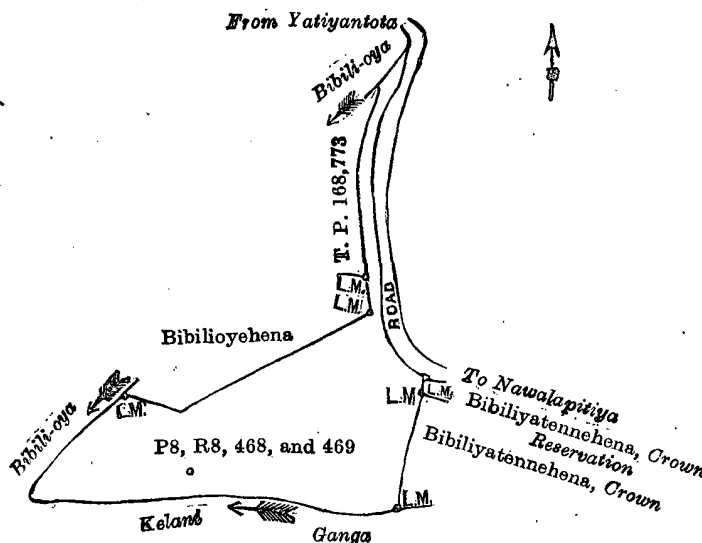 From Yatiyantota
Bibili-oya
T. P. 168,773
L.M.
L.M.
ROAD
Bibilioyehena
To Nawalapitiya
L.M
L.M.
Bibiliyatennehena, Crown
Reservation
Bibiliyatennehena, Crown
L.M.
Bibili-oya
P8, R8, 468, and 469
L.M.
Kelani
Ganga